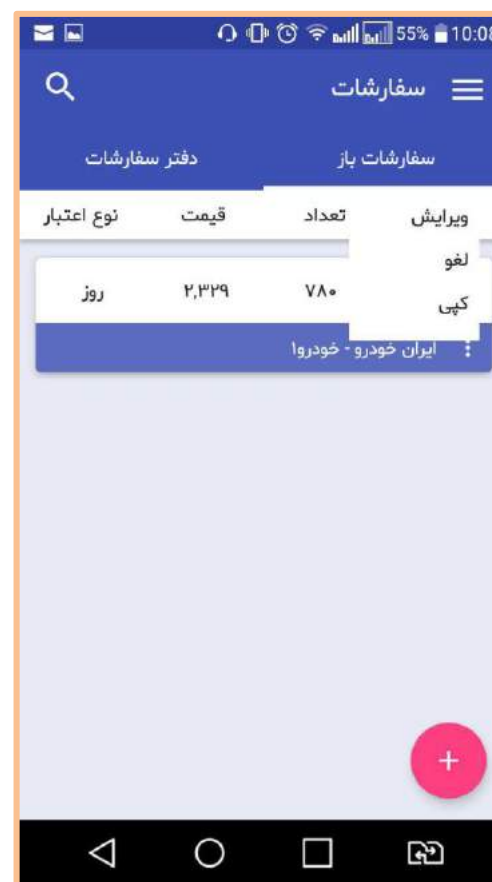 55% 10:08
سفارشات
سفارشات باز دفتر سفارشات
ویرایش تعداد قیمت نوع اعتبار
لغو
کپی ۷۸۰ ۲,۳۲۹ روز
ایران خودرو - خودرو۱